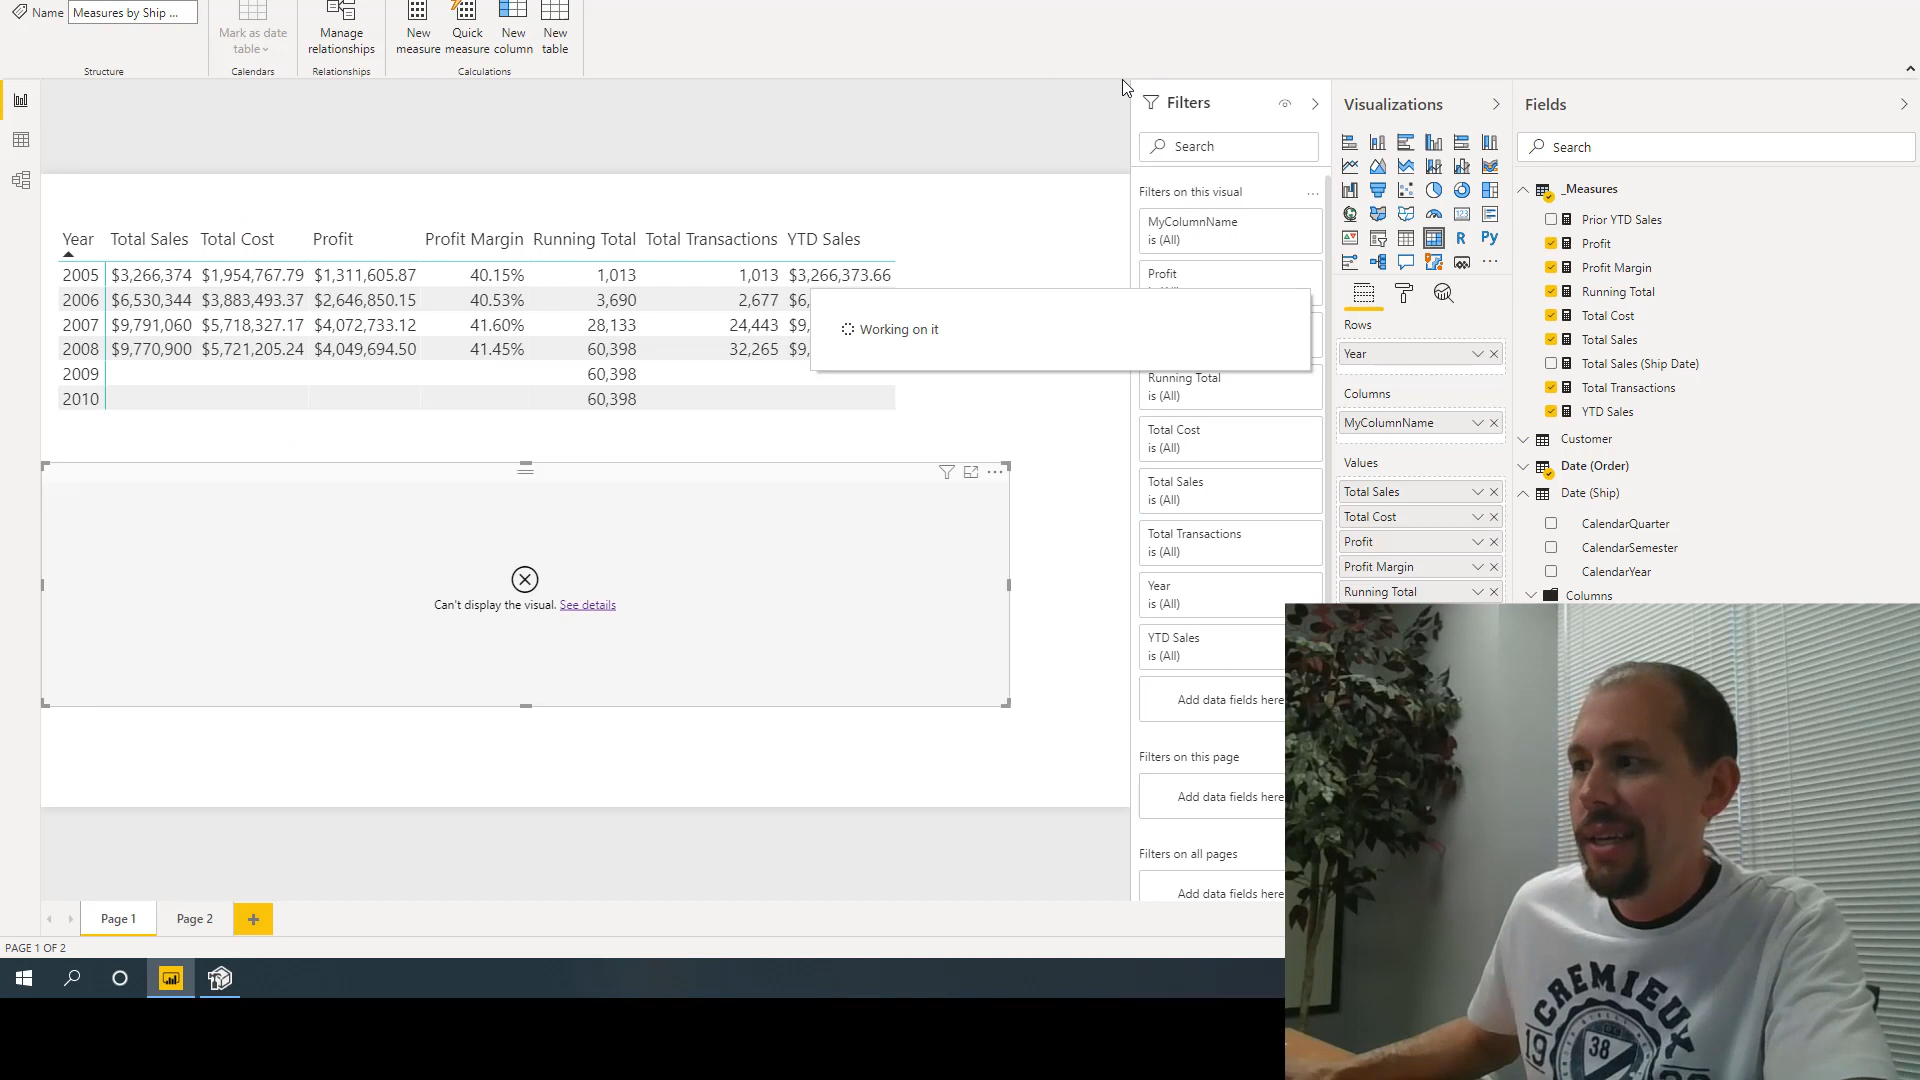 Name Measures by Ship ...
Mark as date table
Manage relationships
New measure
Quick measure
New column
New table
Structure
Calendars
Relationships
Calculations
Filters
Search
Filters on this visual ...
MyColumnName
is (All)
Profit
Running Total
is (All)
Total Cost
is (All)
Total Sales
is (All)
Total Transactions
is (All)
Year
is (All)
YTD Sales
is (All)
Add data fields here
Filters on this page
Add data fields here
Filters on all pages
Add data fields here
Visualizations
R
Py
123
...
Rows
Year
Columns
MyColumnName
Values
Total Sales
Total Cost
Profit
Profit Margin
Running Total
Fields
Search
_Measures
Prior YTD Sales
Profit
Profit Margin
Running Total
Total Cost
Total Sales
Total Sales (Ship Date)
Total Transactions
YTD Sales
Customer
Date (Order)
Date (Ship)
CalendarQuarter
CalendarSemester
CalendarYear
Columns
Year Total Sales Total Cost Profit Profit Margin Running Total Total Transactions YTD Sales
2005 $3,266,374 $1,954,767.79 $1,311,605.87 40.15% 1,013 1,013 $3,266,373.66
2006 $6,530,344 $3,883,493.37 $2,646,850.15 40.53% 3,690 2,677 $6,
2007 $9,791,060 $5,718,327.17 $4,072,733.12 41.60% 28,133 24,443 $9,
2008 $9,770,900 $5,721,205.24 $4,049,694.50 41.45% 60,398 32,265 $9,
2009 60,398
2010 60,398
Working on it
Can't display the visual. See details
Page 1
Page 2
+
PAGE 1 OF 2
CREMIEUX
19
38